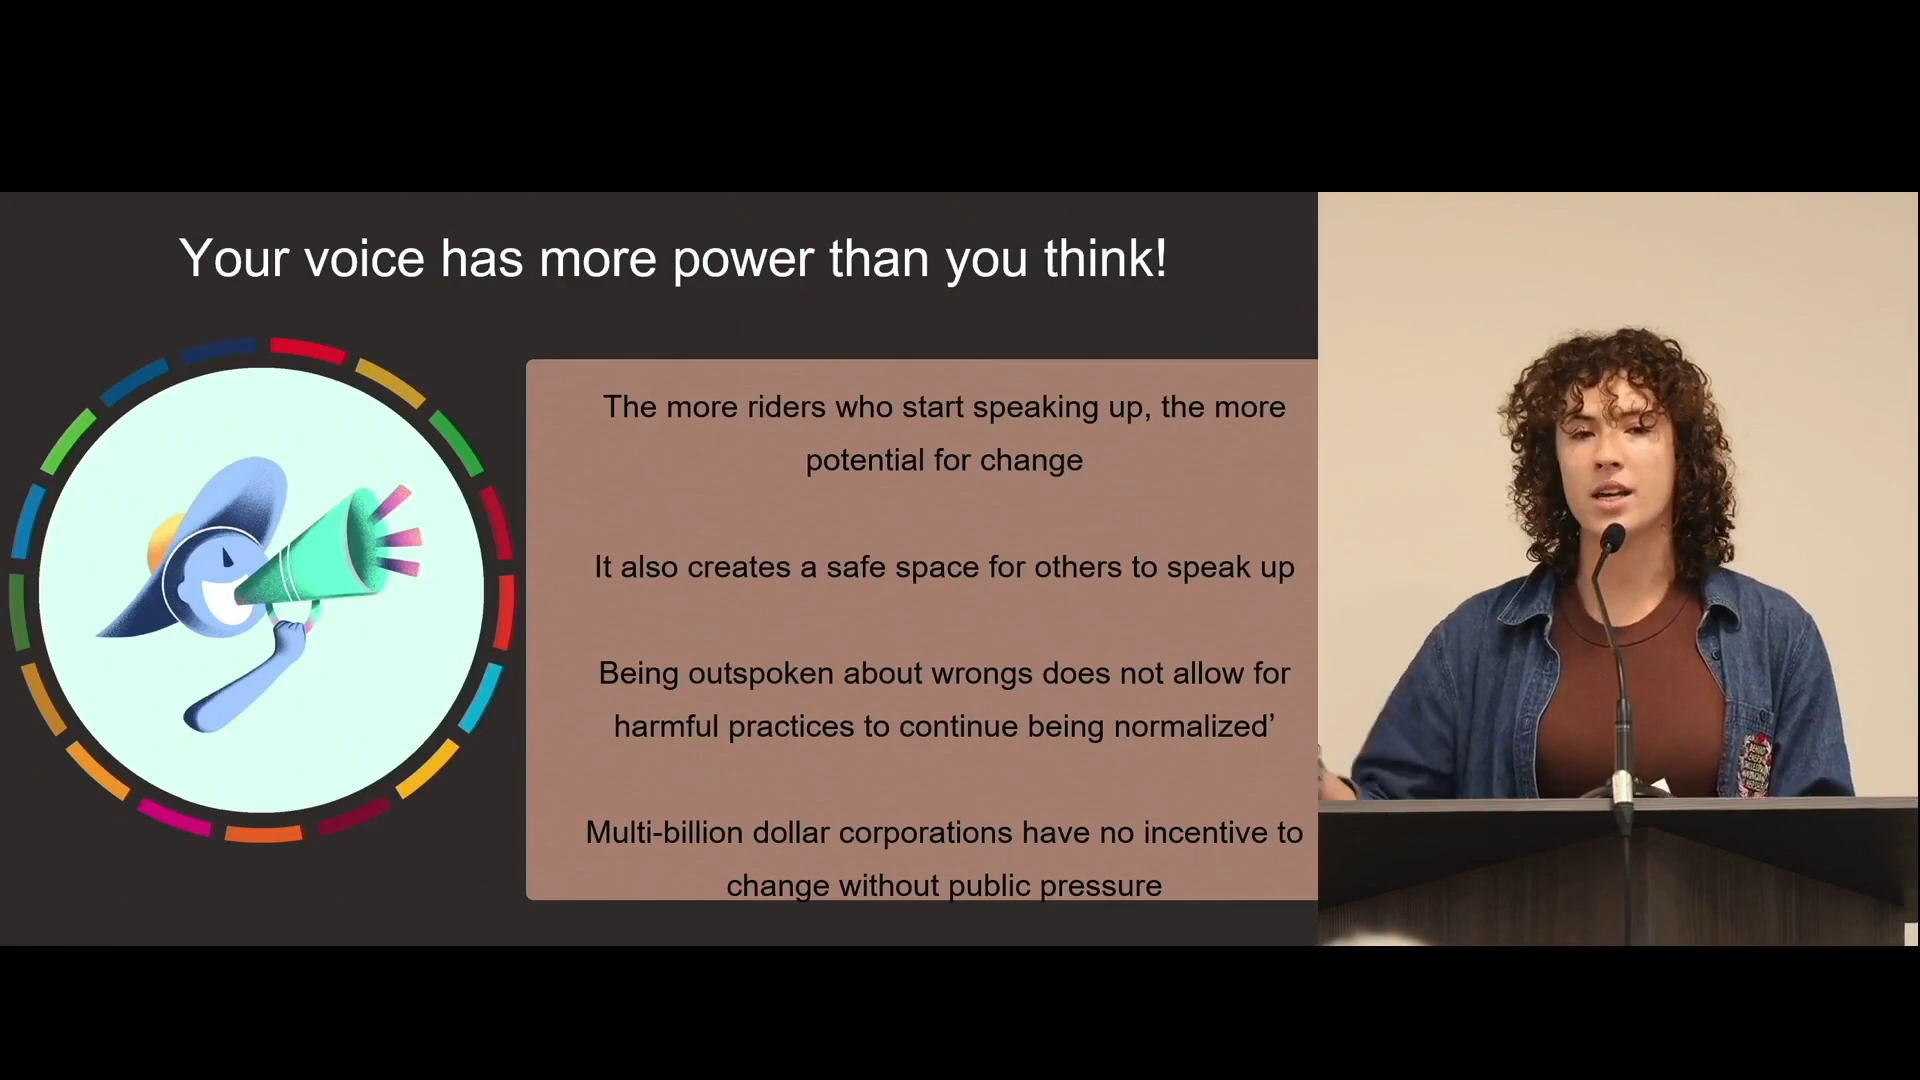 Your voice has more power than you think!
The more riders who start speaking up, the more
potential for change
It also creates a safe space for others to speak up
Being outspoken about wrongs does not allow for
harmful practices to continue being normalized’
Multi-billion dollar corporations have no incentive to
change without public pressure